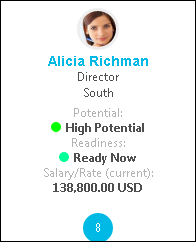 Alicia Richman
Director
South
Potential:
High Potential
Readiness:
Ready Now
Salary/Rate (current):
138,800.00 USD
8